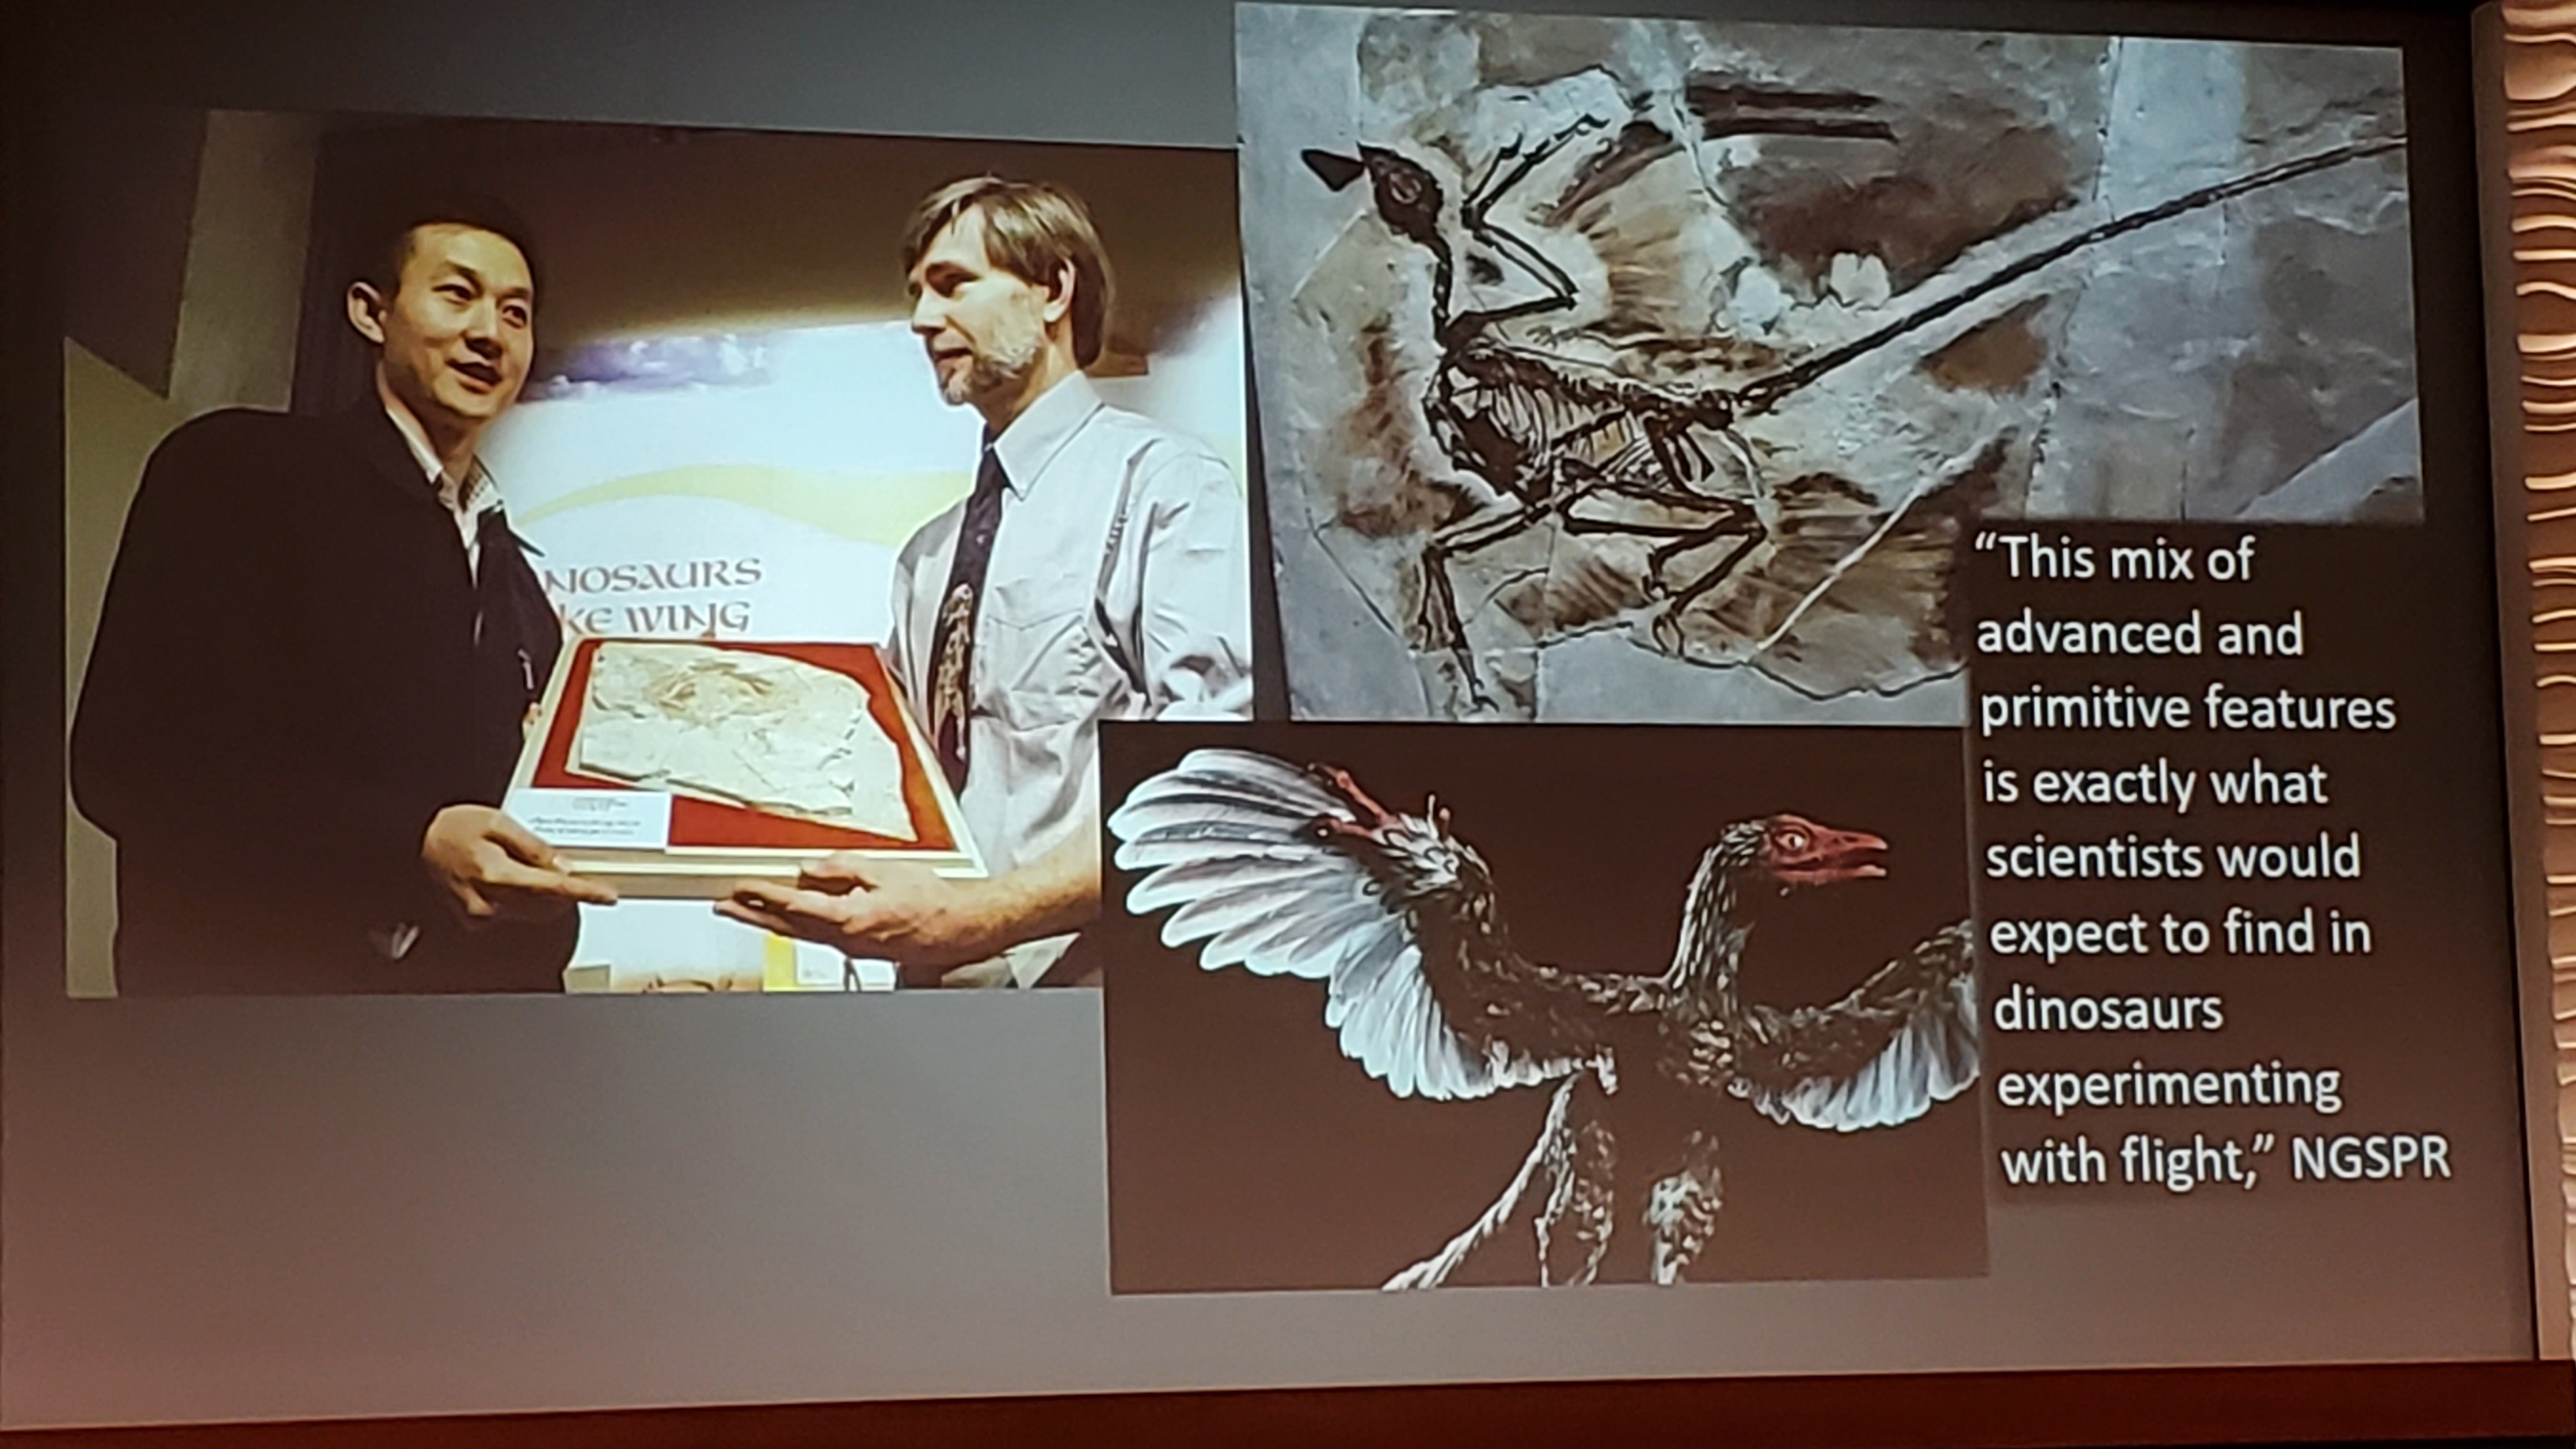 NOSAURS
KE WING
“This mix of
advanced and
primitive features
is exactly what
scientists would
expect to find in
dinosaurs
experimenting
with flight,” NGSPR